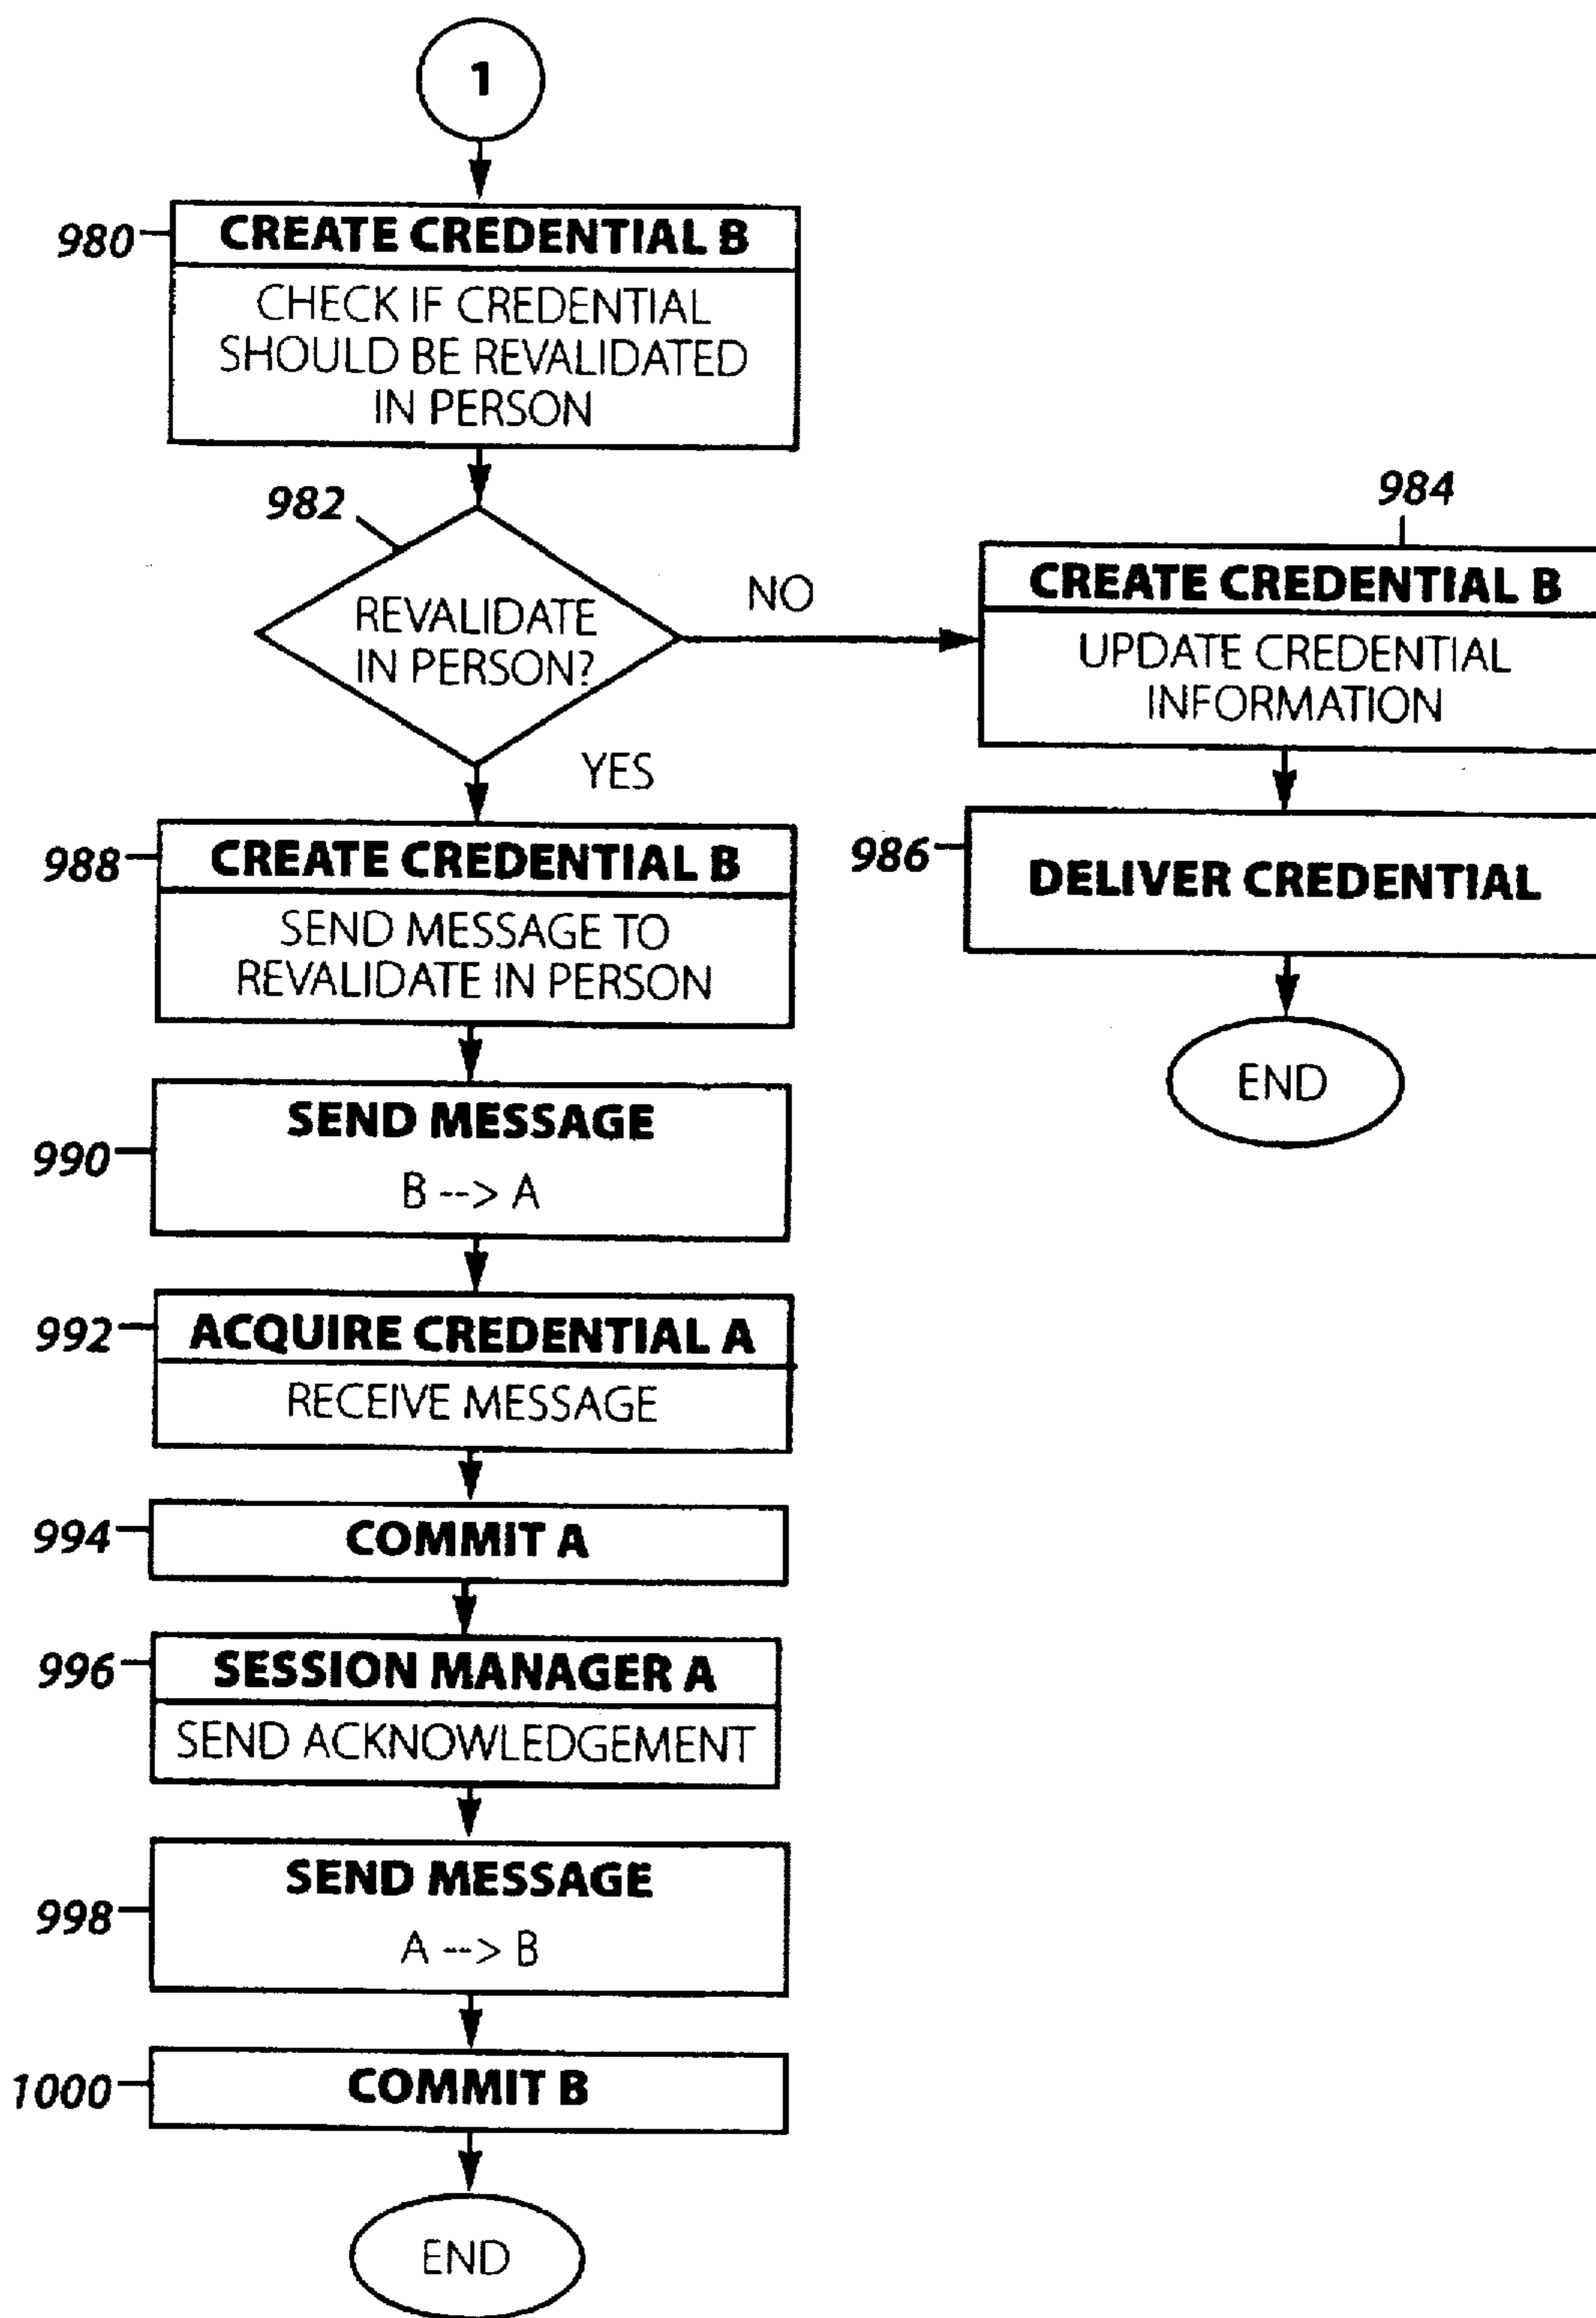 1
980
CREATE CREDENTIAL B
CHECK IF CREDENTIAL
SHOULD BE REVALIDATED
IN PERSON
982
REVALIDATE
IN PERSON?
NO
YES
984
CREATE CREDENTIAL B
UPDATE CREDENTIAL
INFORMATION
986
DELIVER CREDENTIAL
END
988
CREATE CREDENTIAL B
SEND MESSAGE TO
REVALIDATE IN PERSON
990
SEND MESSAGE
B --> A
992
ACQUIRE CREDENTIAL A
RECEIVE MESSAGE
994
COMMIT A
996
SESSION MANAGER A
SEND ACKNOWLEDGEMENT
998
SEND MESSAGE
A --> B
1000
COMMIT B
END